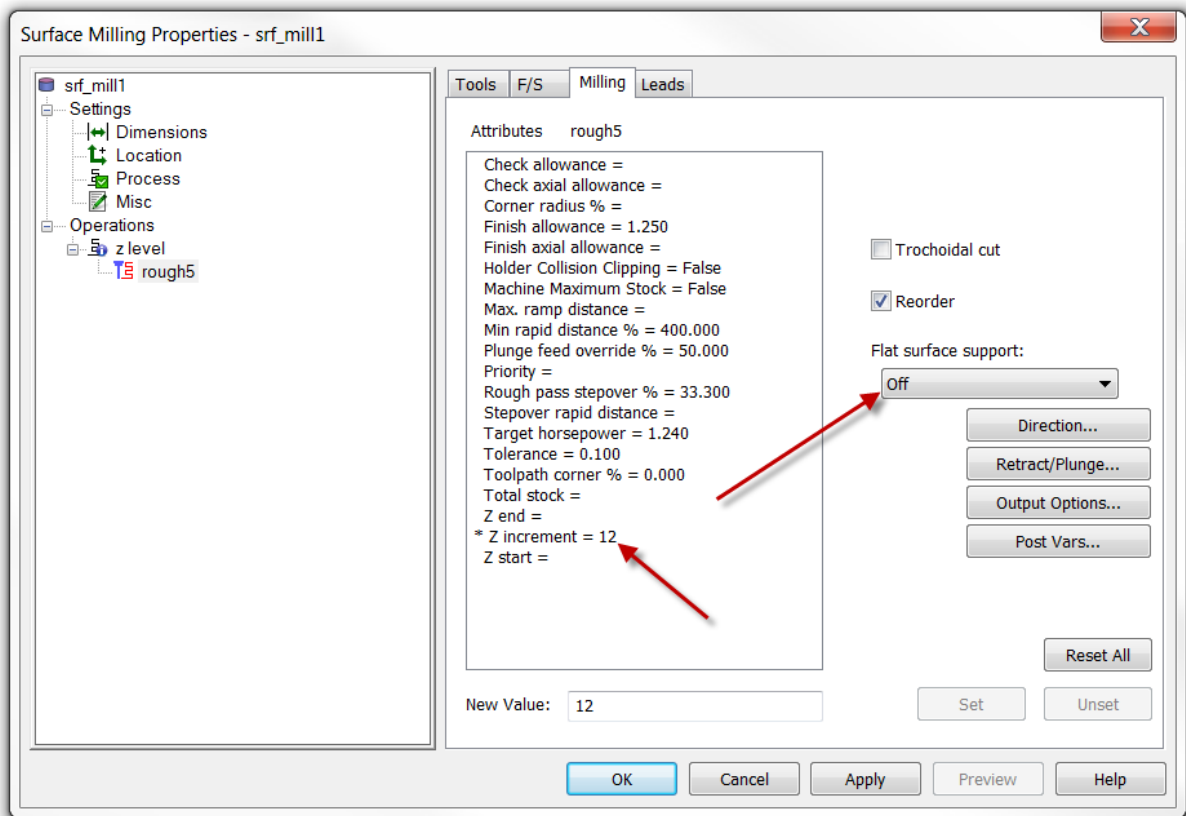 Surface Milling Properties - srf_mill1
X
srf_mill1
Settings
Dimensions
Location
Process
Misc
Operations
z level
rough5
Tools F/S Milling Leads
Attributes rough5
Check allowance =
Check axial allowance =
Corner radius % =
Finish allowance = 1.250
Finish axial allowance =
Holder Collision Clipping = False
Machine Maximum Stock = False
Max. ramp distance =
Min rapid distance % = 400.000
Plunge feed override % = 50.000
Priority =
Rough pass stepover % = 33.300
Stepover rapid distance =
Target horsepower = 1.240
Tolerance = 0.100
Toolpath corner % = 0.000
Total stock =
Z end =
* Z increment = 12
Z start =
New Value: 12
Trochoidal cut
Reorder
Flat surface support:
Off
Direction...
Retract/Plunge...
Output Options...
Post Vars...
Reset All
Set Unset
OK Cancel Apply Preview Help